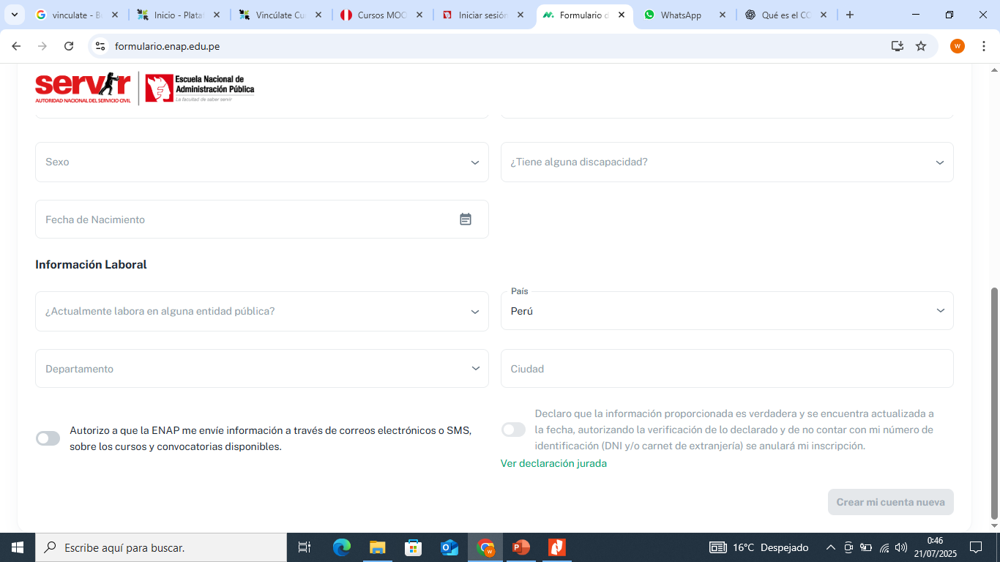 vinculate - B
Inicio - Plata
Vincúlate Cu
Cursos MOO
Iniciar sesión
Formulario d
WhatsApp
Qué es el CC
formulario.enap.edu.pe
W
servir
AUTORIDAD NACIONAL DEL SERVICIO CIVIL
Escuela Nacional de
Administración Pública
La facultad de saber servir
Sexo
¿Tiene alguna discapacidad?
Fecha de Nacimiento
Información Laboral
¿Actualmente labora en alguna entidad pública?
País
Perú
Departamento
Ciudad
Autorizo a que la ENAP me envíe información a través de correos electrónicos o SMS,
sobre los cursos y convocatorias disponibles.
Declaro que la información proporcionada es verdadera y se encuentra actualizada a
la fecha, autorizando la verificación de lo declarado y de no contar con mi número de
identificación (DNI y/o carnet de extranjería) se anulará mi inscripción.
Ver declaración jurada
Crear mi cuenta nueva
Escribe aquí para buscar.
16°C Despejado
0:46
21/07/2025